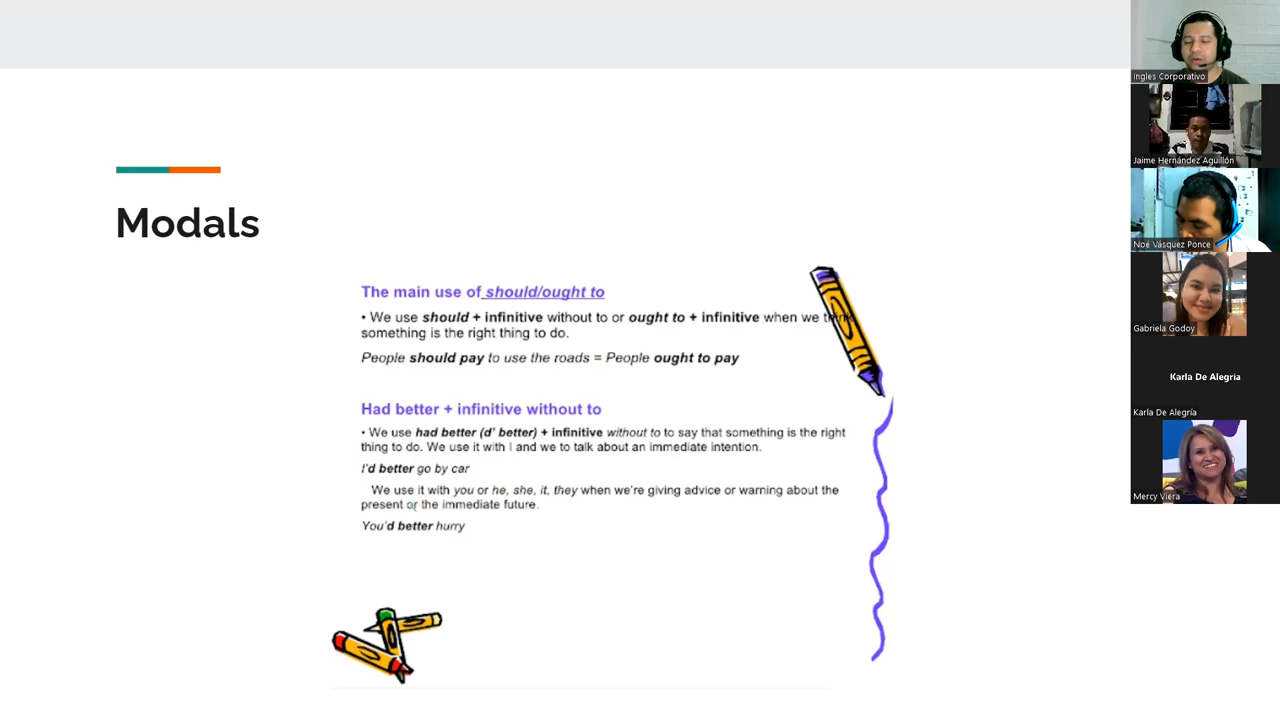 Modals
The main use of should/ought to
• We use should + infinitive without to or ought to + infinitive when we think
something is the right thing to do.
People should pay to use the roads = People ought to pay
Had better + infinitive without to
• We use had better (d' better) + infinitive without to to say that something is the right
thing to do. We use it with I and we to talk about an immediate intention.
I'd better go by car
We use it with you or he, she, it, they when we're giving advice or warning about the
present or the immediate future.
You'd better hurry
Ingles Corporativo
Jaime Hernández Aguillón
Noé Vásquez Ponce
Gabriela Godoy
Karla De Alegría
Karla De Alegría
Mercy Viera